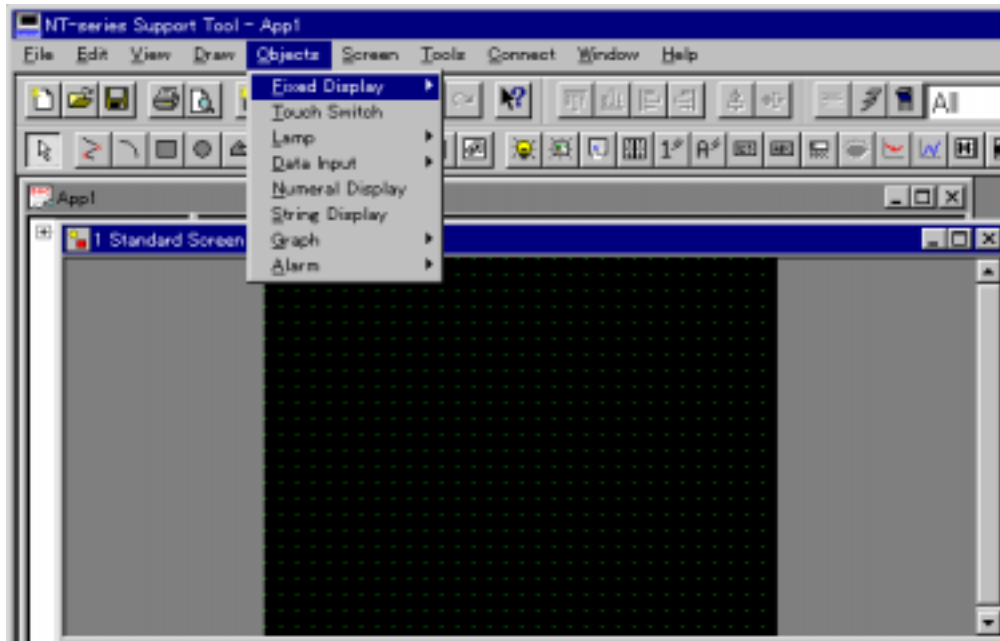 NT-series Support Tool - App1
File Edit View Draw Objects Screen Tools Connect Window Help
Fixed Display
Touch Switch
Lamp
Data Input
Numeral Display
String Display
Graph
Alarm
All
App1
1 Standard Screen